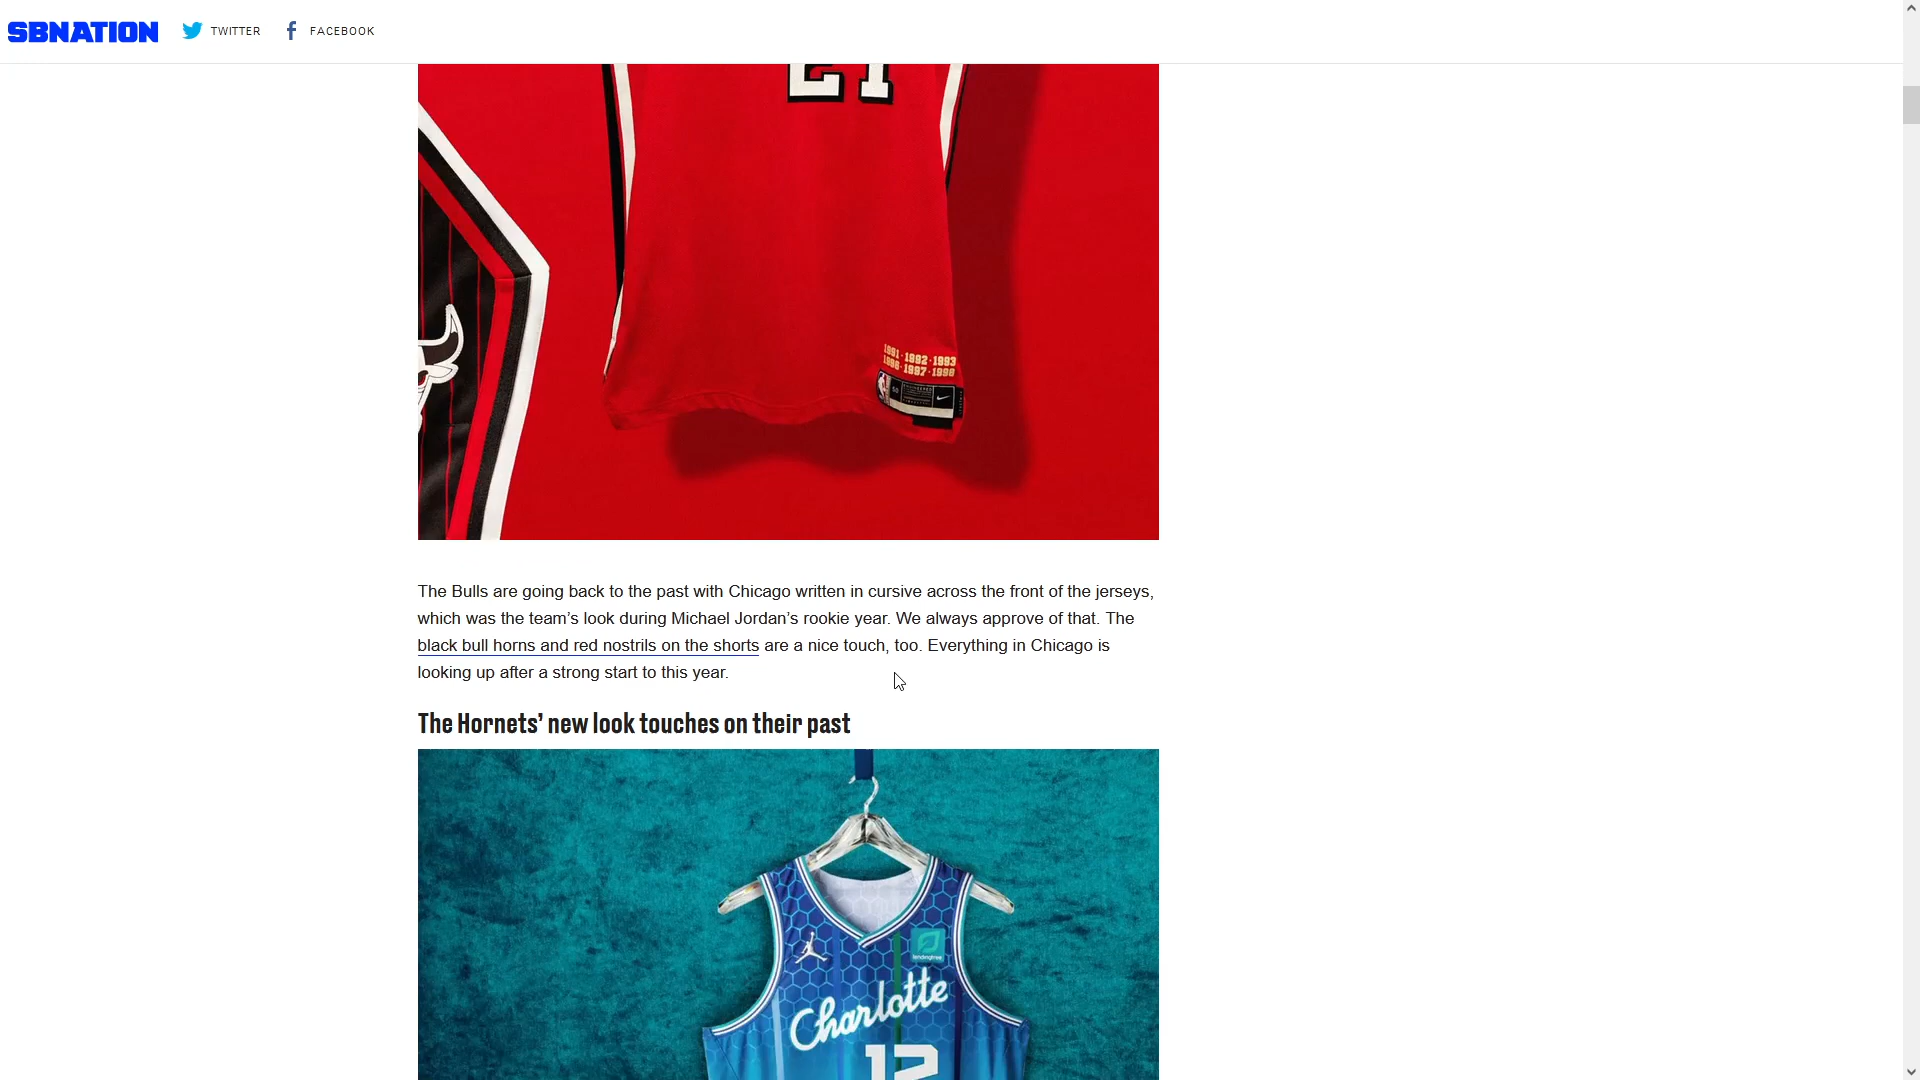 SBNATION
TWITTER
FACEBOOK
21
1991 · 1992 · 1993
1996 · 1997 · 1998
The Bulls are going back to the past with Chicago written in cursive across the front of the jerseys,
which was the team’s look during Michael Jordan’s rookie year. We always approve of that. The
black bull horns and red nostrils on the shorts are a nice touch, too. Everything in Chicago is
looking up after a strong start to this year.
The Hornets’ new look touches on their past
lendingtree
Charlotte
12